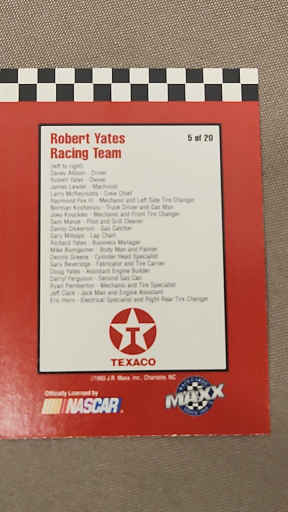 Robert Yates 5 of 20
Racing Team
(left to right)
Davey Allison - Driver
Robert Yates - Owner
James Lewter - Machinist
Larry McReynolds - Crew Chief
Raymond Fox III - Mechanic and Left Side Tire Changer
Norman Koshimizu - Truck Driver and Gas Man
Joey Knuckles - Mechanic and Front Tire Changer
Sam Manze - Pilot and Grill Cleaner
Danny Dickerson - Gas Catcher
Gary Millsaps - Lap Chart
Richard Yates - Business Manager
Mike Bumgarner - Body Man and Painter
Dennis Greene - Cylinder Head Specialist
Gary Beveridge - Fabricator and Tire Carrier
Doug Yates - Assistant Engine Builder
Darryl Ferguson - Second Gas Can
Ryan Pemberton - Mechanic and Tire Specialist
Jeff Clark - Jack Man and Engine Assistant
Eric Horn - Electrical Specialist and Right Rear Tire Changer
T
TEXACO
J.R. Maxx, Inc., Charlotte, NC
Officially Licensed by
NASCAR
MAXX